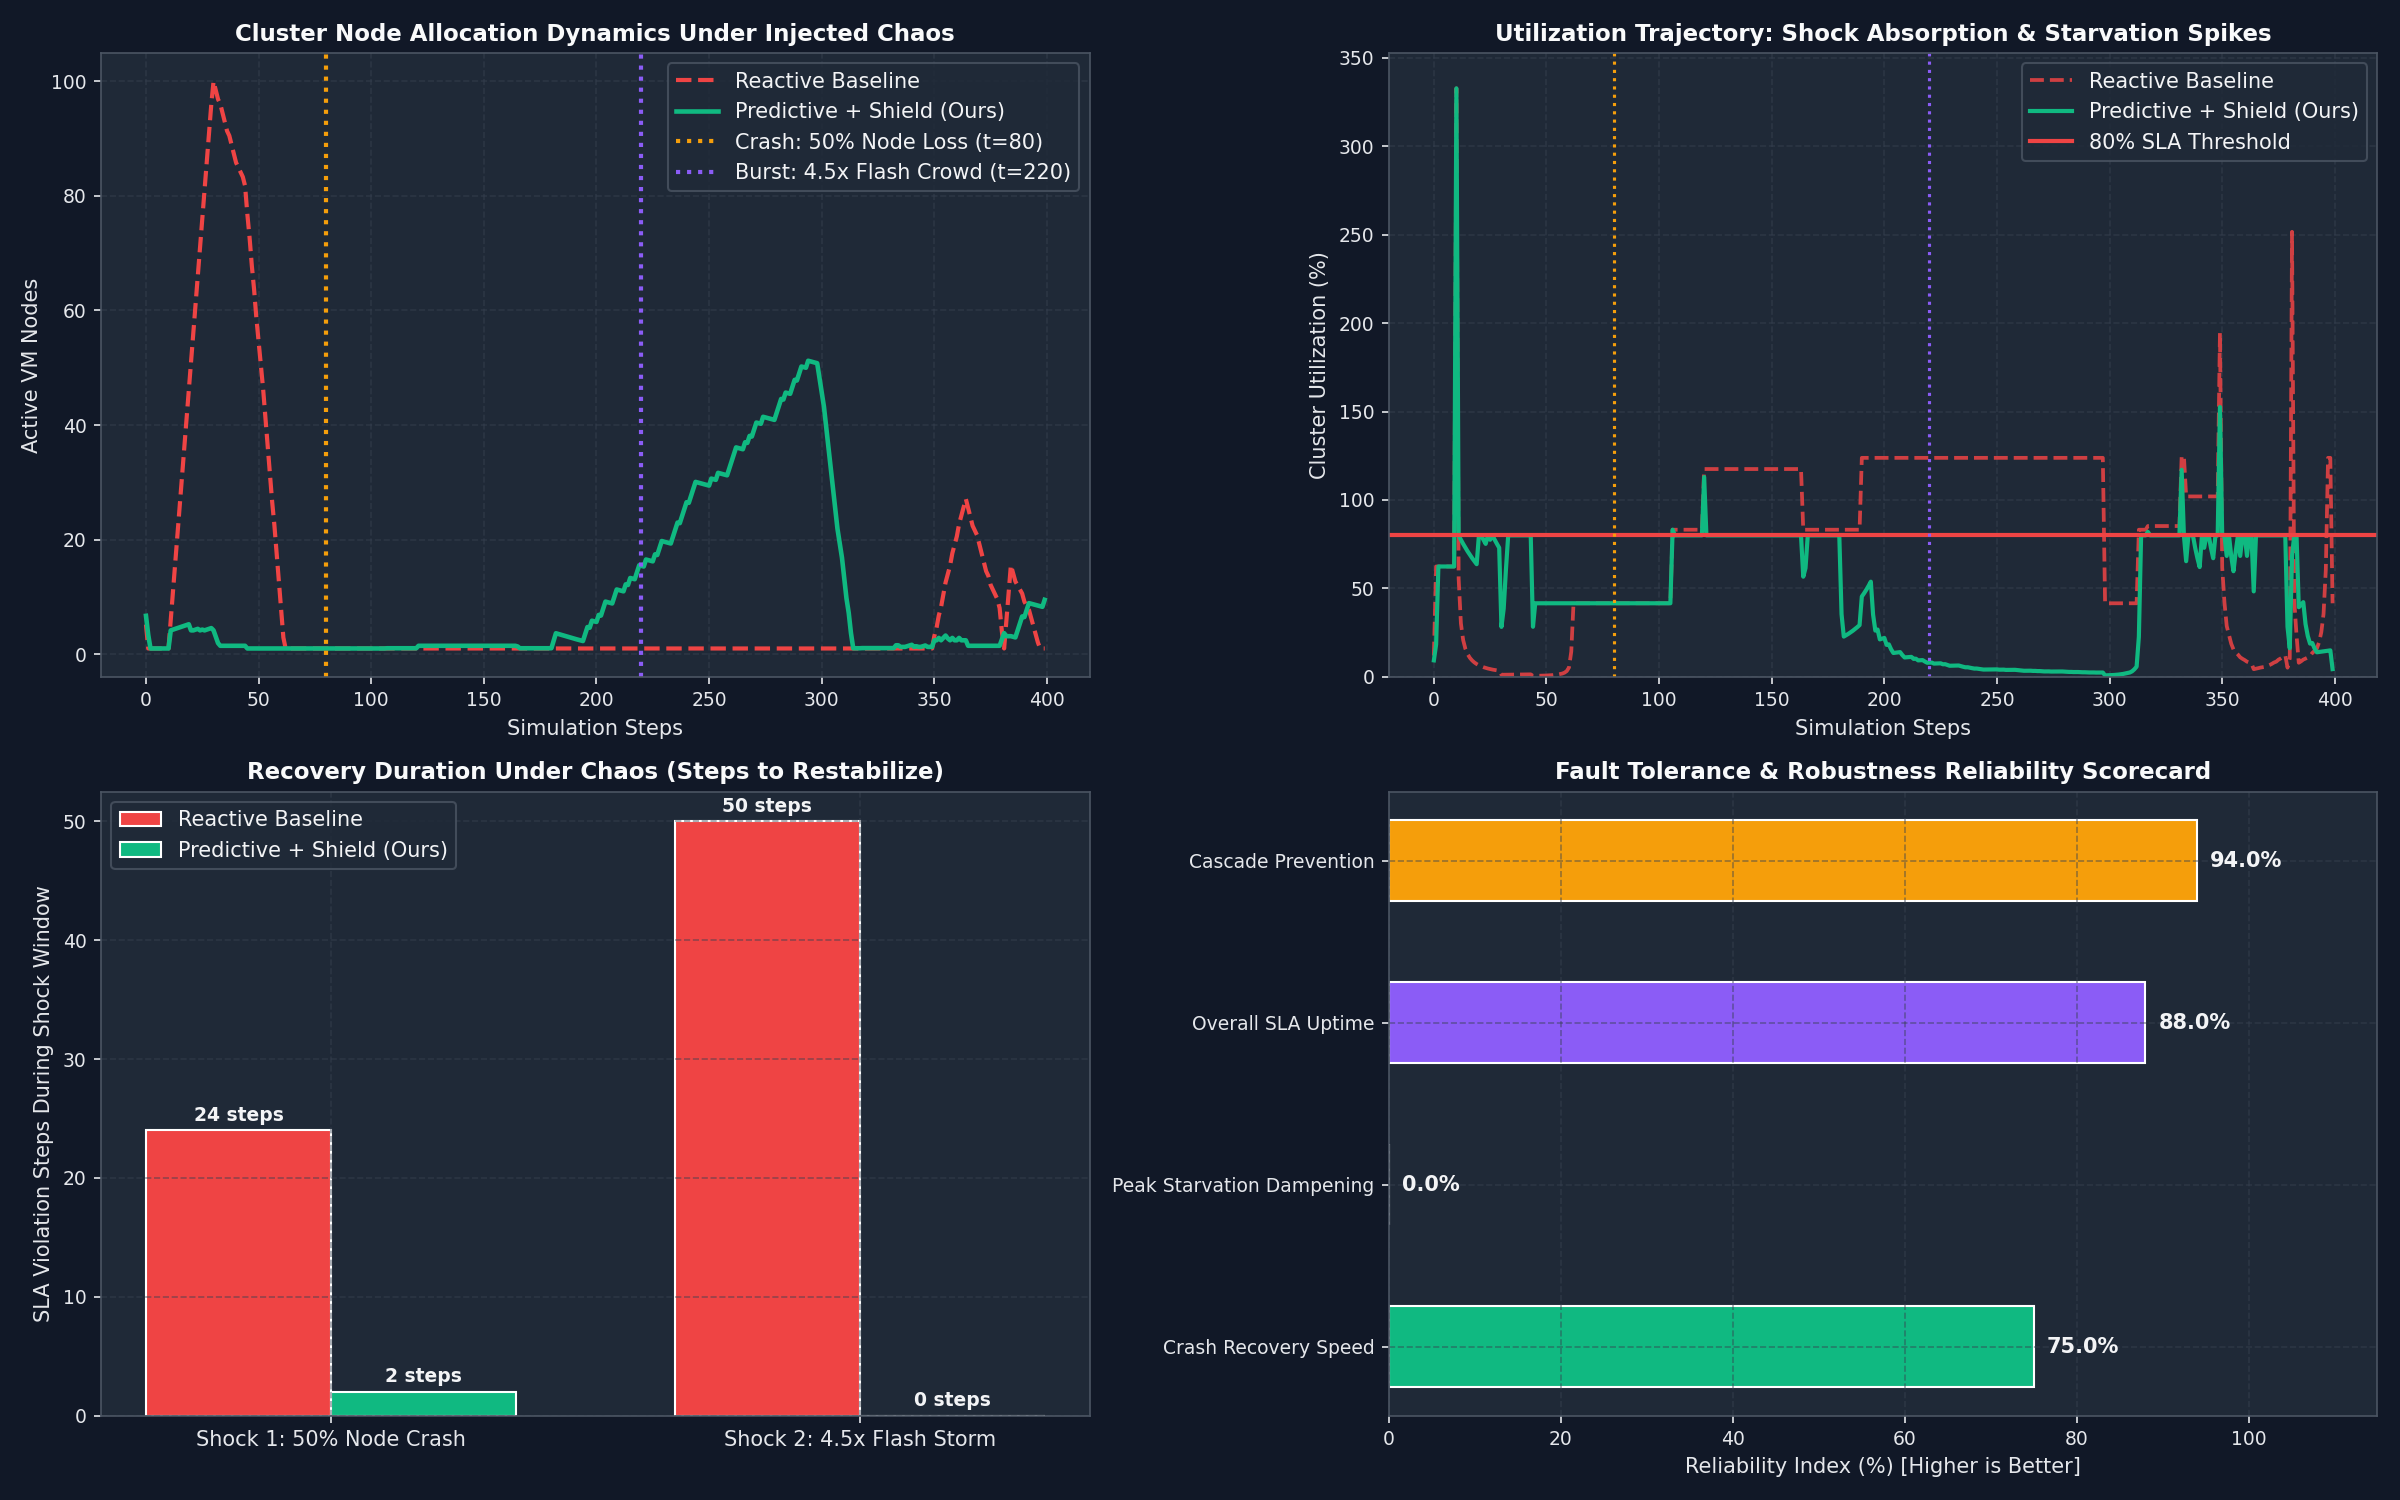 Cluster Node Allocation Dynamics Under Injected Chaos
Active VM Nodes
100
80
60
40
20
0
Reactive Baseline
Predictive + Shield (Ours)
Crash: 50% Node Loss (t=80)
Burst: 4.5x Flash Crowd (t=220)
0 50 100 150 200 250 300 350 400
Simulation Steps
Utilization Trajectory: Shock Absorption & Starvation Spikes
Cluster Utilization (%)
350
300
250
200
150
100
50
0
Reactive Baseline
Predictive + Shield (Ours)
80% SLA Threshold
0 50 100 150 200 250 300 350 400
Simulation Steps
Recovery Duration Under Chaos (Steps to Restabilize)
SLA Violation Steps During Shock Window
50
40
30
20
10
0
Reactive Baseline
Predictive + Shield (Ours)
24 steps
2 steps
50 steps
0 steps
Shock 1: 50% Node Crash
Shock 2: 4.5x Flash Storm
Fault Tolerance & Robustness Reliability Scorecard
Cascade Prevention
94.0%
Overall SLA Uptime
88.0%
Peak Starvation Dampening
0.0%
Crash Recovery Speed
75.0%
0 20 40 60 80 100
Reliability Index (%) [Higher is Better]